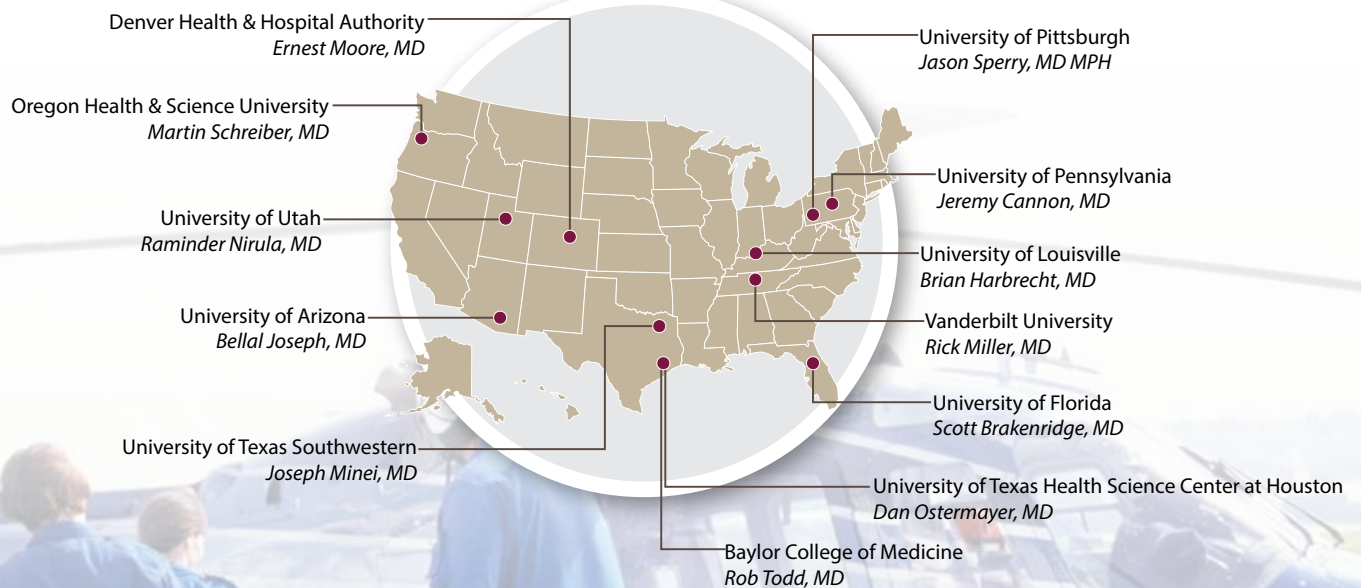 Denver Health & Hospital Authority
Ernest Moore, MD
Oregon Health & Science University
Martin Schreiber, MD
University of Utah
Raminder Nirula, MD
University of Arizona
Bellal Joseph, MD
University of Texas Southwestern
Joseph Minei, MD
University of Pittsburgh
Jason Sperry, MD MPH
University of Pennsylvania
Jeremy Cannon, MD
University of Louisville
Brian Harbrecht, MD
Vanderbilt University
Rick Miller, MD
University of Florida
Scott Brakenridge, MD
University of Texas Health Science Center at Houston
Dan Ostermayer, MD
Baylor College of Medicine
Rob Todd, MD